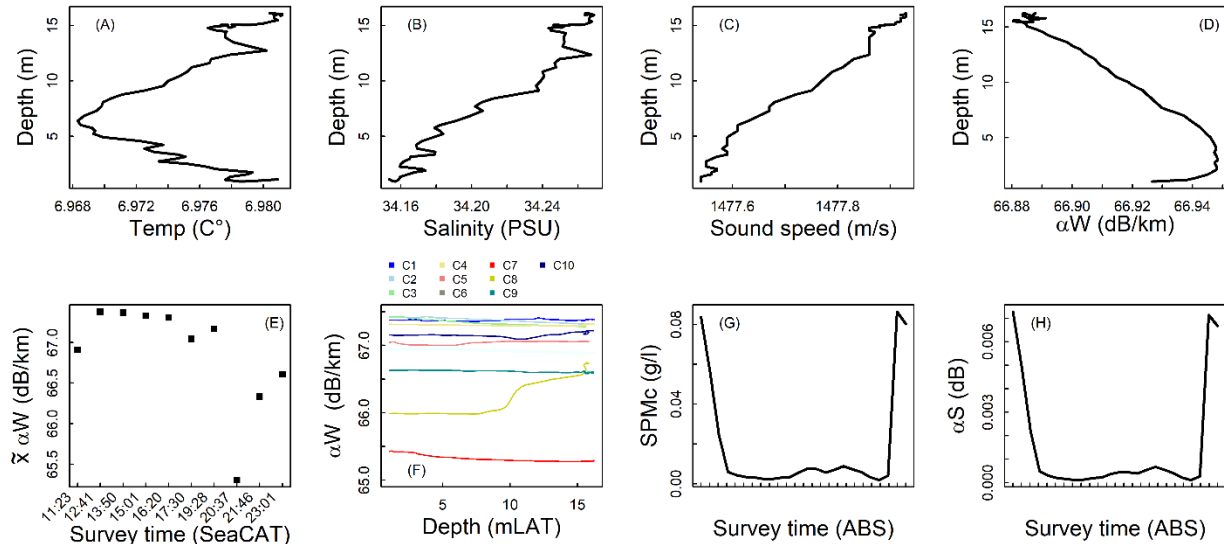 (A)
Depth (m)
15
10
5
6.968 6.972 6.976 6.980
Temp (C°)
(B)
Depth (m)
15
10
5
34.16 34.20 34.24
Salinity (PSU)
(C)
Depth (m)
15
10
5
1477.6 1477.8
Sound speed (m/s)
(D)
Depth (m)
15
10
5
66.88 66.90 66.92 66.94
αW (dB/km)
(E)
x̃ αW (dB/km)
67.0
66.5
66.0
65.5
11:23
12:41
13:50
15:01
16:20
17:30
19:28
20:37
21:46
23:01
Survey time (SeaCAT)
C1 C4 C7 C10
C2 C5 C8
C3 C6 C9
(F)
αW (dB/km)
67.0
66.0
65.0
5 10 15
Depth (mLAT)
(G)
SPMc (g/l)
0.08
0.04
0.00
Survey time (ABS)
(H)
αS (dB)
0.006
0.003
0.000
Survey time (ABS)